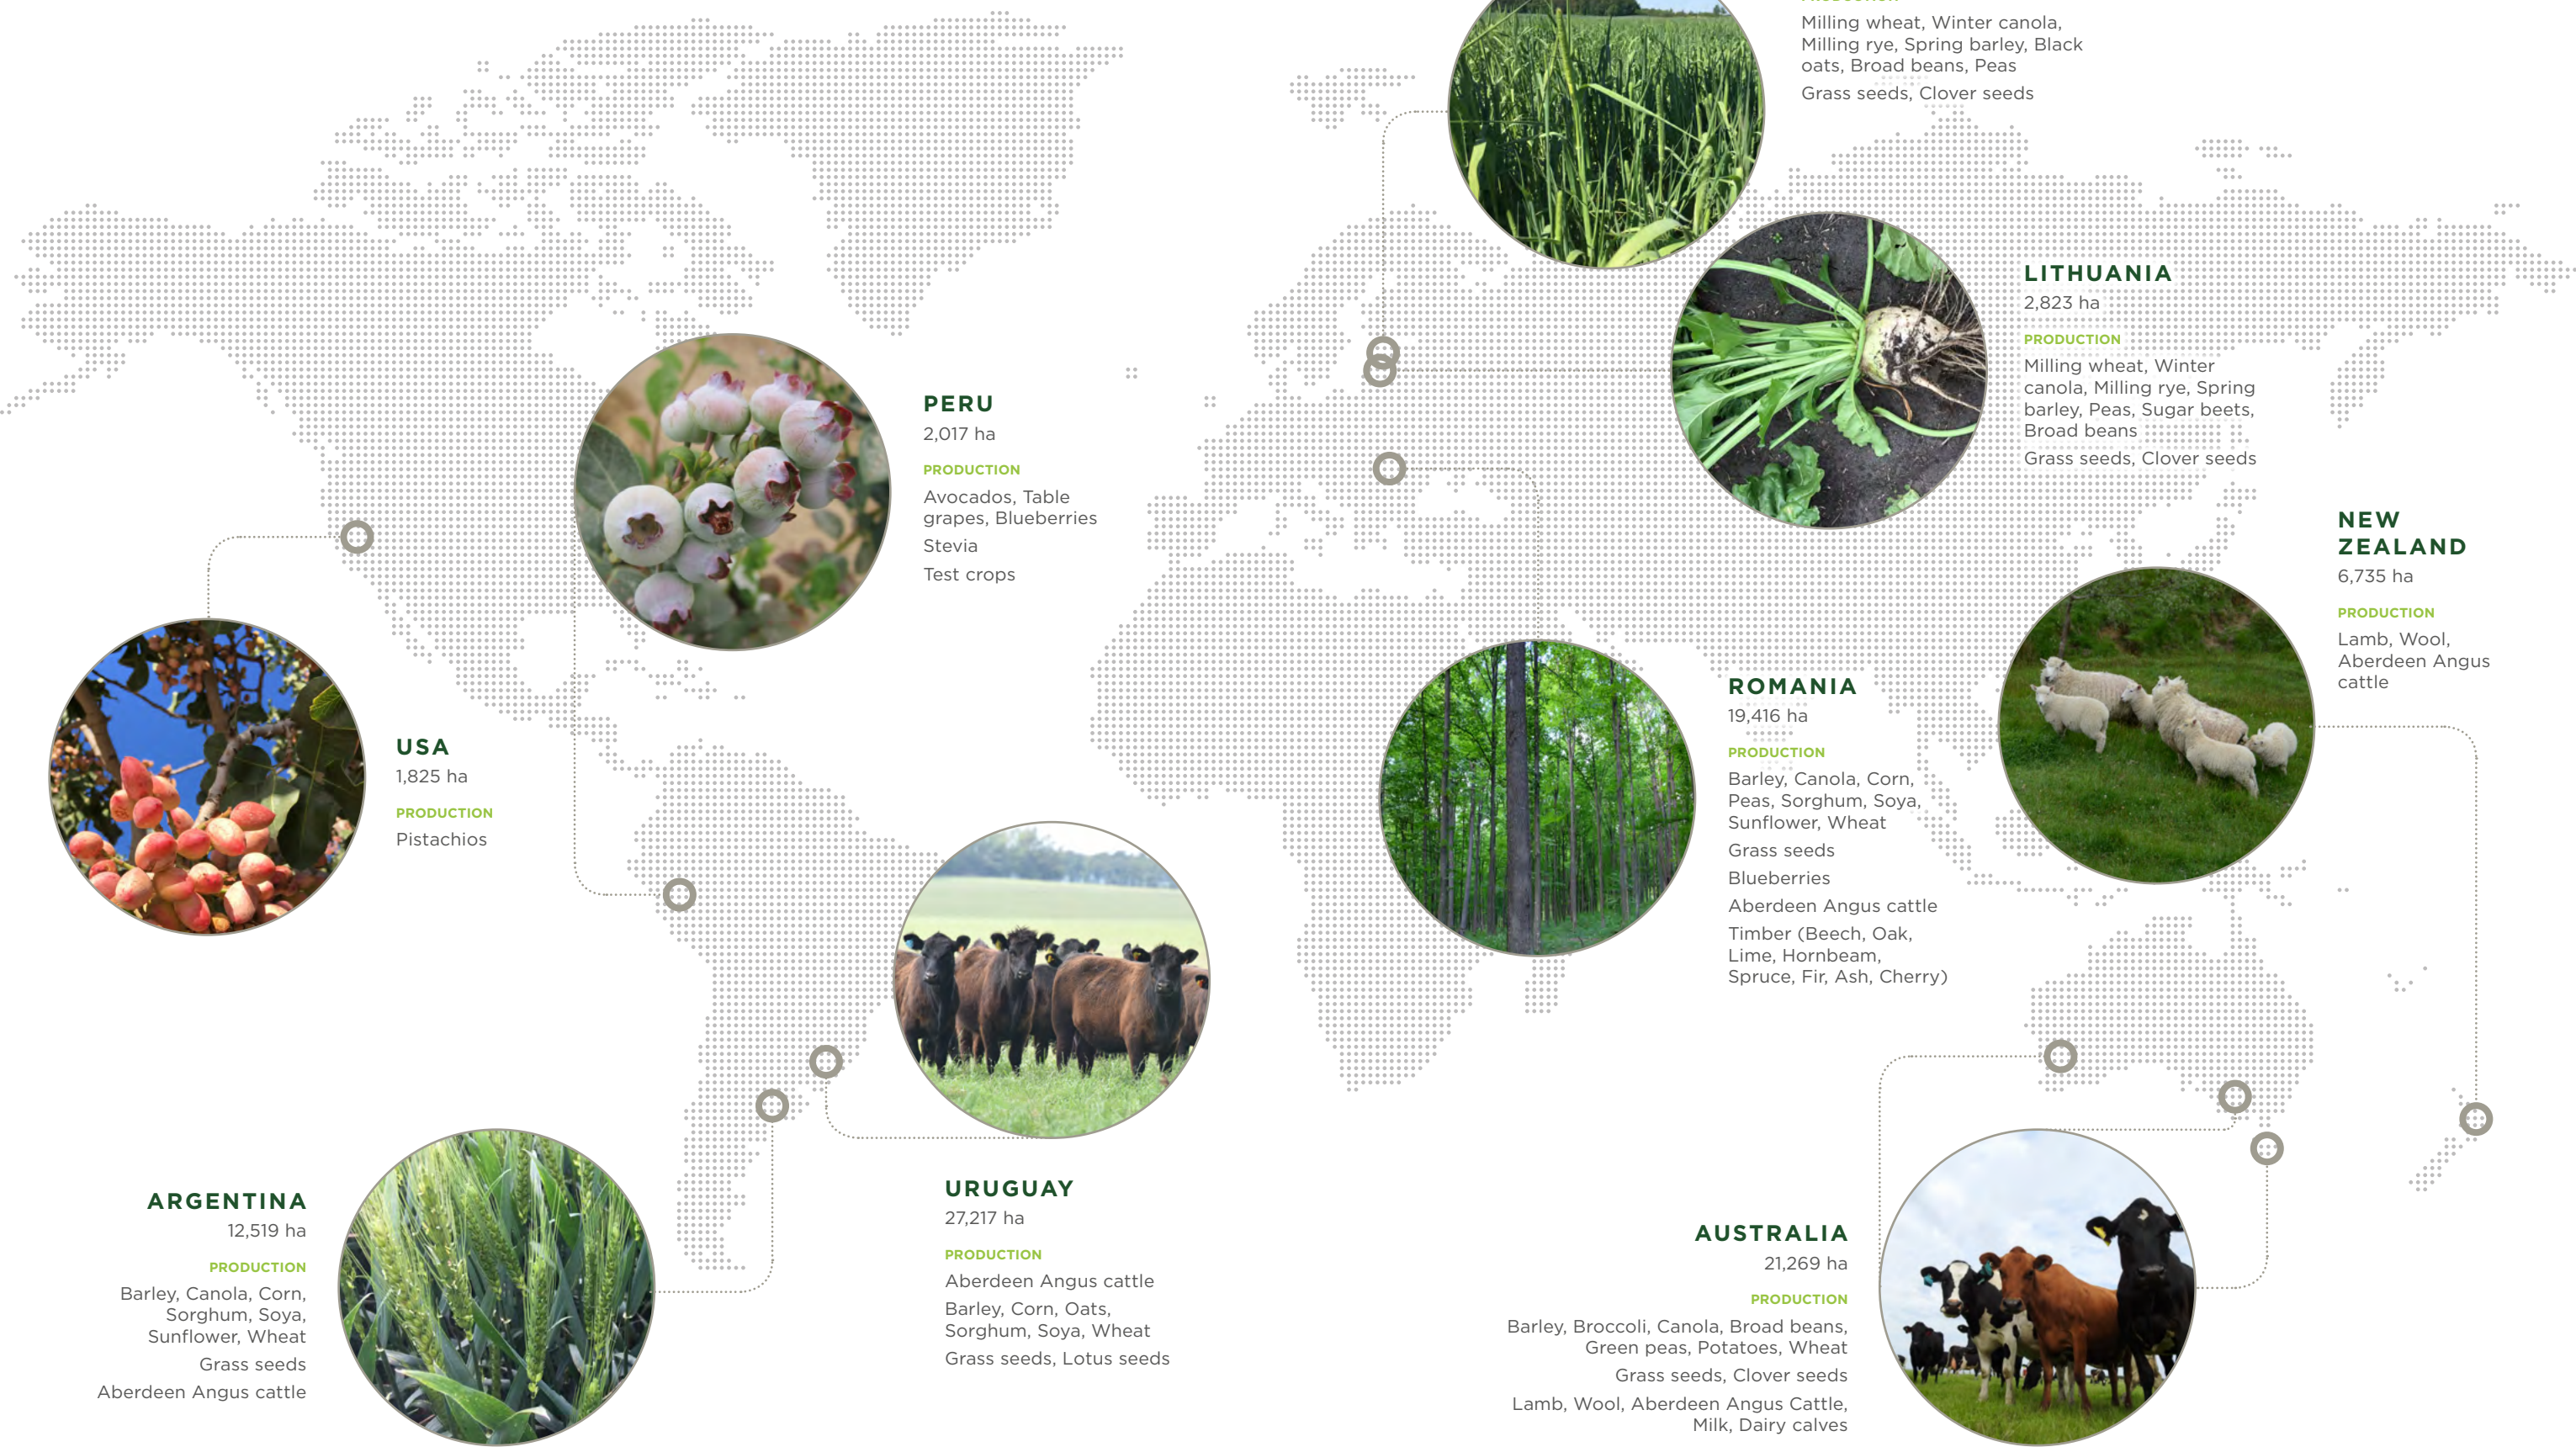 Milling wheat, Winter canola,
Milling rye, Spring barley, Black
oats, Broad beans, Peas
Grass seeds, Clover seeds
LITHUANIA
2,823 ha
PRODUCTION
Milling wheat, Winter
canola, Milling rye, Spring
barley, Peas, Sugar beets,
Broad beans
Grass seeds, Clover seeds
PERU
2,017 ha
PRODUCTION
Avocados, Table
grapes, Blueberries
Stevia
Test crops
NEW
ZEALAND
6,735 ha
PRODUCTION
Lamb, Wool,
Aberdeen Angus
cattle
USA
1,825 ha
PRODUCTION
Pistachios
ROMANIA
19,416 ha
PRODUCTION
Barley, Canola, Corn,
Peas, Sorghum, Soya,
Sunflower, Wheat
Grass seeds
Blueberries
Aberdeen Angus cattle
Timber (Beech, Oak,
Lime, Hornbeam,
Spruce, Fir, Ash, Cherry)
ARGENTINA
12,519 ha
PRODUCTION
Barley, Canola, Corn,
Sorghum, Soya,
Sunflower, Wheat
Grass seeds
Aberdeen Angus cattle
URUGUAY
27,217 ha
PRODUCTION
Aberdeen Angus cattle
Barley, Corn, Oats,
Sorghum, Soya, Wheat
Grass seeds, Lotus seeds
AUSTRALIA
21,269 ha
PRODUCTION
Barley, Broccoli, Canola, Broad beans,
Green peas, Potatoes, Wheat
Grass seeds, Clover seeds
Lamb, Wool, Aberdeen Angus Cattle,
Milk, Dairy calves